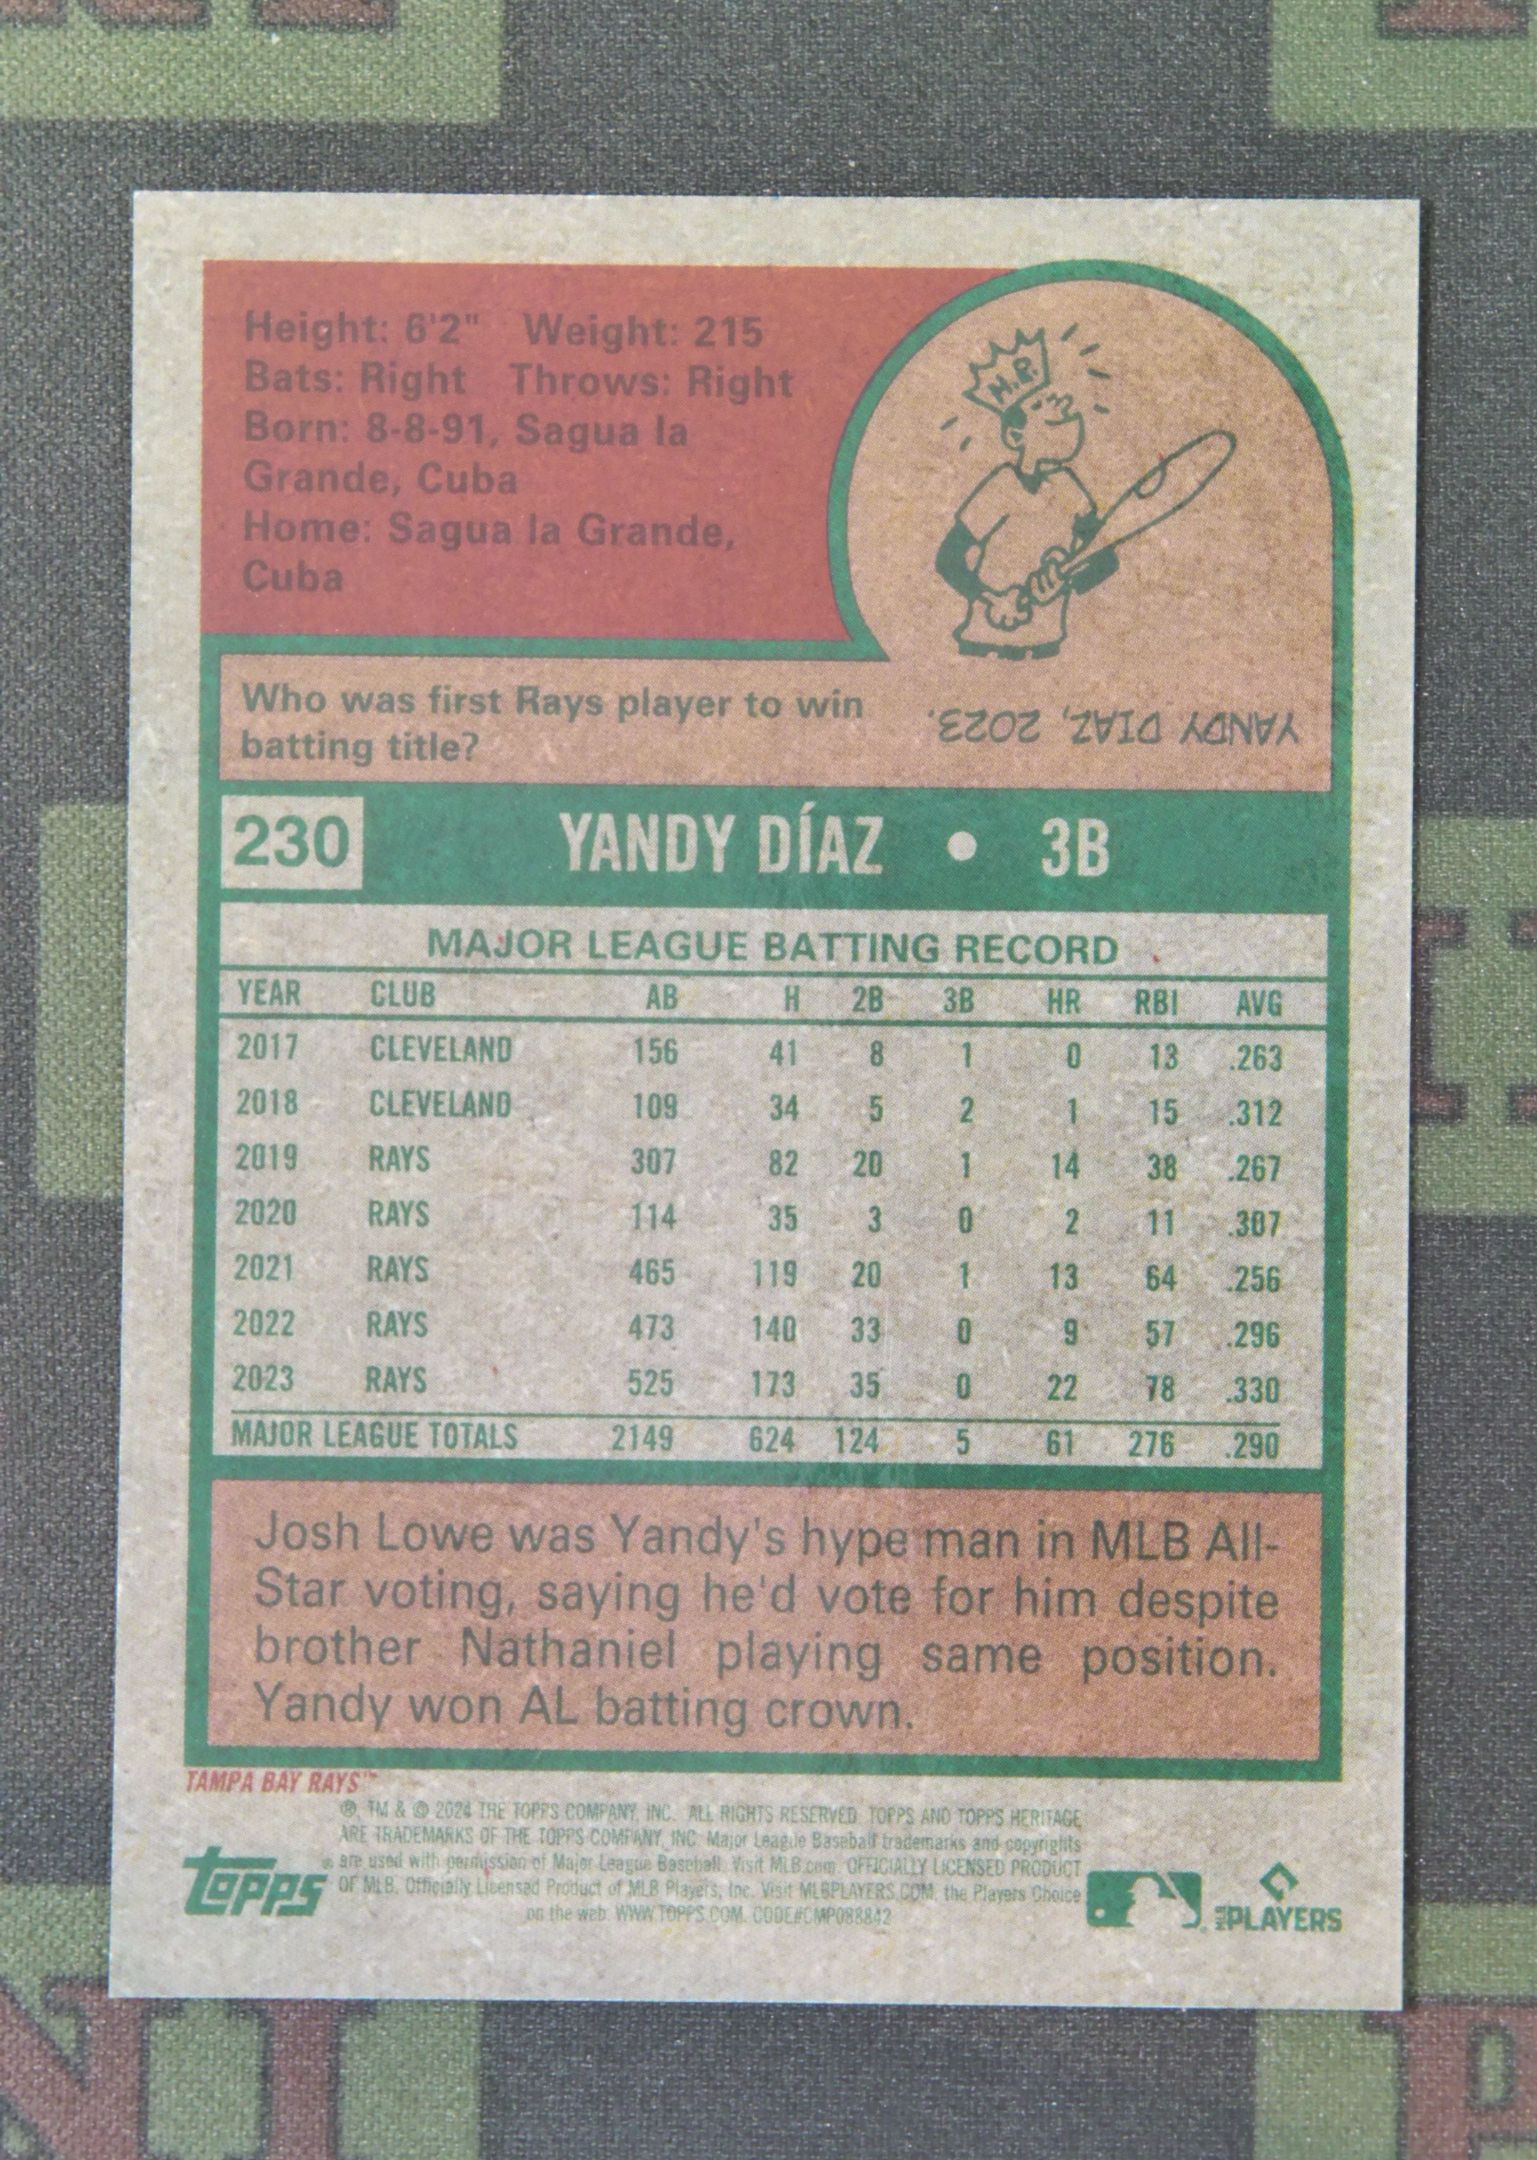 Height: 6'2" Weight: 215
Bats: Right Throws: Right
Born: 8-8-91, Sagua la
Grande, Cuba
Home: Sagua la Grande,
Cuba
H.R.
Who was first Rays player to win
batting title?
YANDY DIAZ, 2023.
230 YANDY DÍAZ • 3B
MAJOR LEAGUE BATTING RECORD
YEAR CLUB AB H 2B 3B HR RBI AVG
2017 CLEVELAND 156 41 8 1 0 13 .263
2018 CLEVELAND 109 34 5 2 1 15 .312
2019 RAYS 307 82 20 1 14 38 .267
2020 RAYS 114 35 3 0 2 11 .307
2021 RAYS 465 119 20 1 13 64 .256
2022 RAYS 473 140 33 0 9 57 .296
2023 RAYS 525 173 35 0 22 78 .330
MAJOR LEAGUE TOTALS 2149 624 124 5 61 276 .290
Josh Lowe was Yandy's hype man in MLB All-
Star voting, saying he'd vote for him despite
brother Nathaniel playing same position.
Yandy won AL batting crown.
TAMPA BAY RAYS™
®, TM & © 2024 THE TOPPS COMPANY, INC. ALL RIGHTS RESERVED. TOPPS AND TOPPS HERITAGE
ARE TRADEMARKS OF THE TOPPS COMPANY, INC. Major League Baseball trademarks and copyrights
are used with permission of Major League Baseball. Visit MLB.com. OFFICIALLY LICENSED PRODUCT
OF MLB. Officially Licensed Product of MLB Players, Inc. Visit MLBPLAYERS.COM, the Players Choice
on the web. WWW.TOPPS.COM. CODE#CMP088842
topps®
MLB PLAYERS